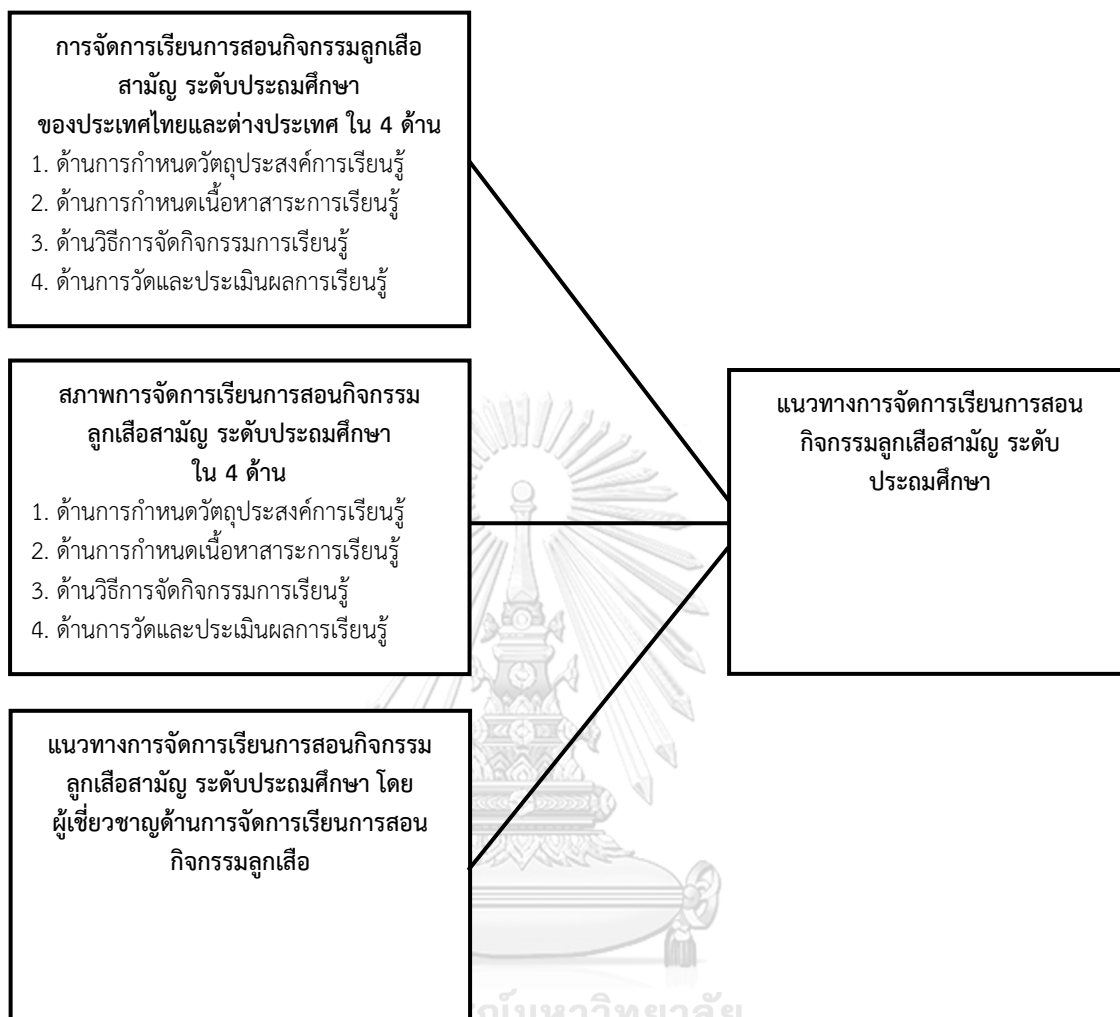 การจัดการเรียนการสอนกิจกรรมลูกเสือ
สามัญ ระดับประถมศึกษา
ของประเทศไทยและต่างประเทศ ใน 4 ด้าน
1. ด้านการกำหนดวัตถุประสงค์การเรียนรู้
2. ด้านการกำหนดเนื้อหาสาระการเรียนรู้
3. ด้านวิธีการจัดกิจกรรมการเรียนรู้
4. ด้านการวัดและประเมินผลการเรียนรู้
สภาพการจัดการเรียนการสอนกิจกรรม
ลูกเสือสามัญ ระดับประถมศึกษา
ใน 4 ด้าน
1. ด้านการกำหนดวัตถุประสงค์การเรียนรู้
2. ด้านการกำหนดเนื้อหาสาระการเรียนรู้
3. ด้านวิธีการจัดกิจกรรมการเรียนรู้
4. ด้านการวัดและประเมินผลการเรียนรู้
แนวทางการจัดการเรียนการสอนกิจกรรม
ลูกเสือสามัญ ระดับประถมศึกษา โดย
ผู้เชี่ยวชาญด้านการจัดการเรียนการสอน
กิจกรรมลูกเสือ
แนวทางการจัดการเรียนการสอน
กิจกรรมลูกเสือสามัญ ระดับ
ประถมศึกษา